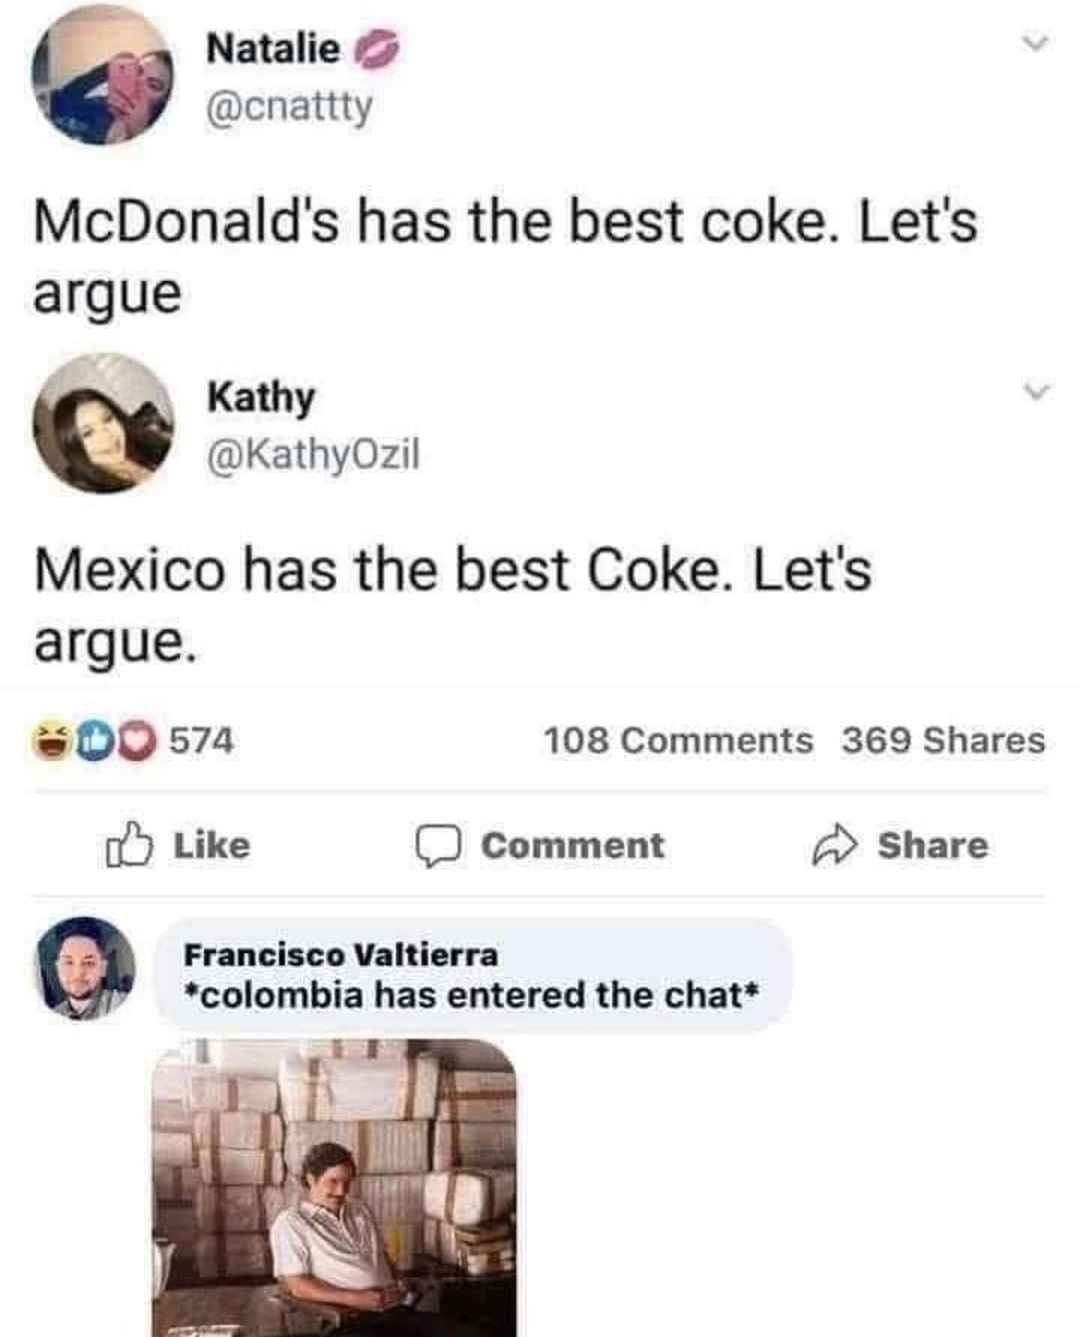 Natalie 💋
@cnattty
McDonald's has the best coke. Let's
argue
Kathy
@KathyOzil
Mexico has the best Coke. Let's
argue.
574 108 Comments 369 Shares
Like Comment Share
Francisco Valtierra
*colombia has entered the chat*